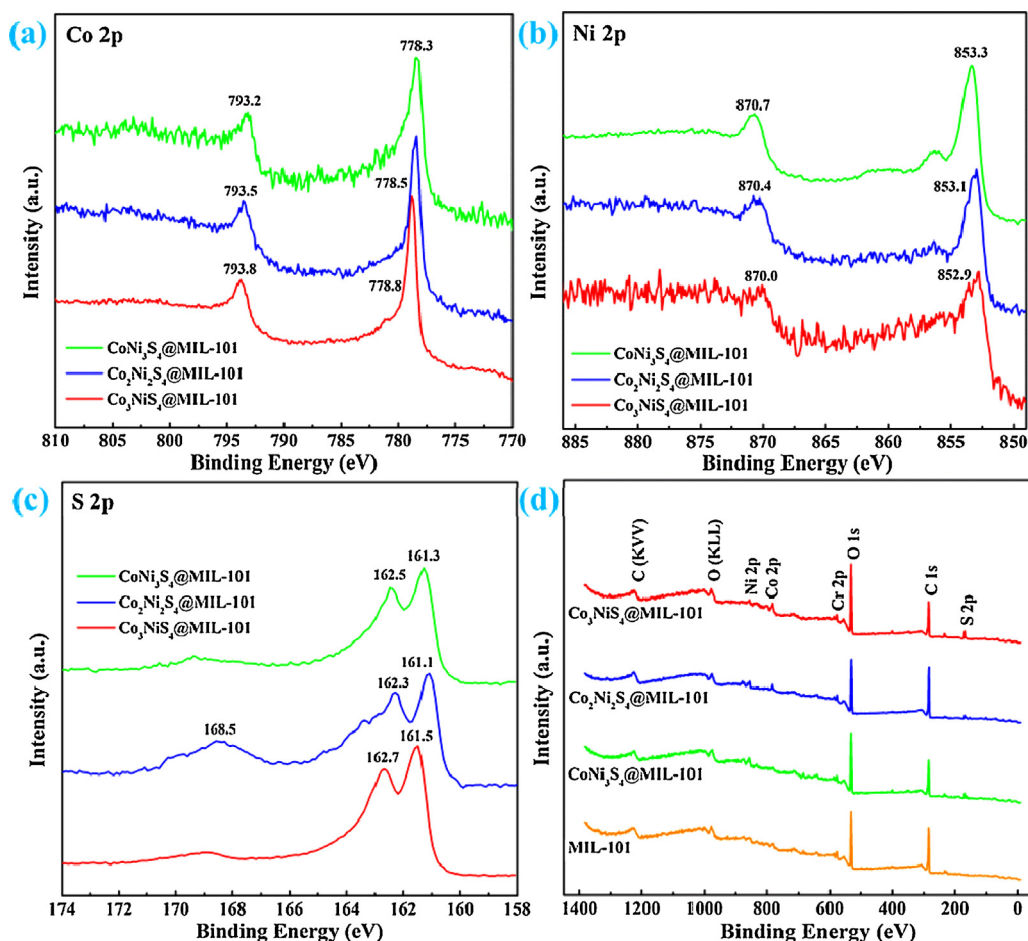 (a) Co 2p
778.3
793.2
793.5
778.5
793.8
778.8
CoNi₃S₄@MIL-101
Co₂Ni₂S₄@MIL-101
Co₃NiS₄@MIL-101
810 805 800 795 790 785 780 775 770
Binding Energy (eV)
Intensity (a.u.)
(b) Ni 2p
853.3
870.7
870.4
853.1
870.0
852.9
CoNi₃S₄@MIL-101
Co₂Ni₂S₄@MIL-101
Co₃NiS₄@MIL-101
885 880 875 870 865 860 855 850
Binding Energy (eV)
Intensity (a.u.)
(c) S 2p
CoNi₃S₄@MIL-101
Co₂Ni₂S₄@MIL-101
Co₃NiS₄@MIL-101
161.3
162.5
161.1
162.3
168.5
161.5
162.7
174 172 170 168 166 164 162 160 158
Binding Energy (eV)
Intensity (a.u.)
(d)
C (KVV)
O (KLL)
Ni 2p
Co 2p
Cr 2p
O 1s
C 1s
S 2p
Co₃NiS₄@MIL-101
Co₂Ni₂S₄@MIL-101
CoNi₃S₄@MIL-101
MIL-101
1400 1200 1000 800 600 400 200 0
Binding Energy (eV)
Intensity (a.u.)